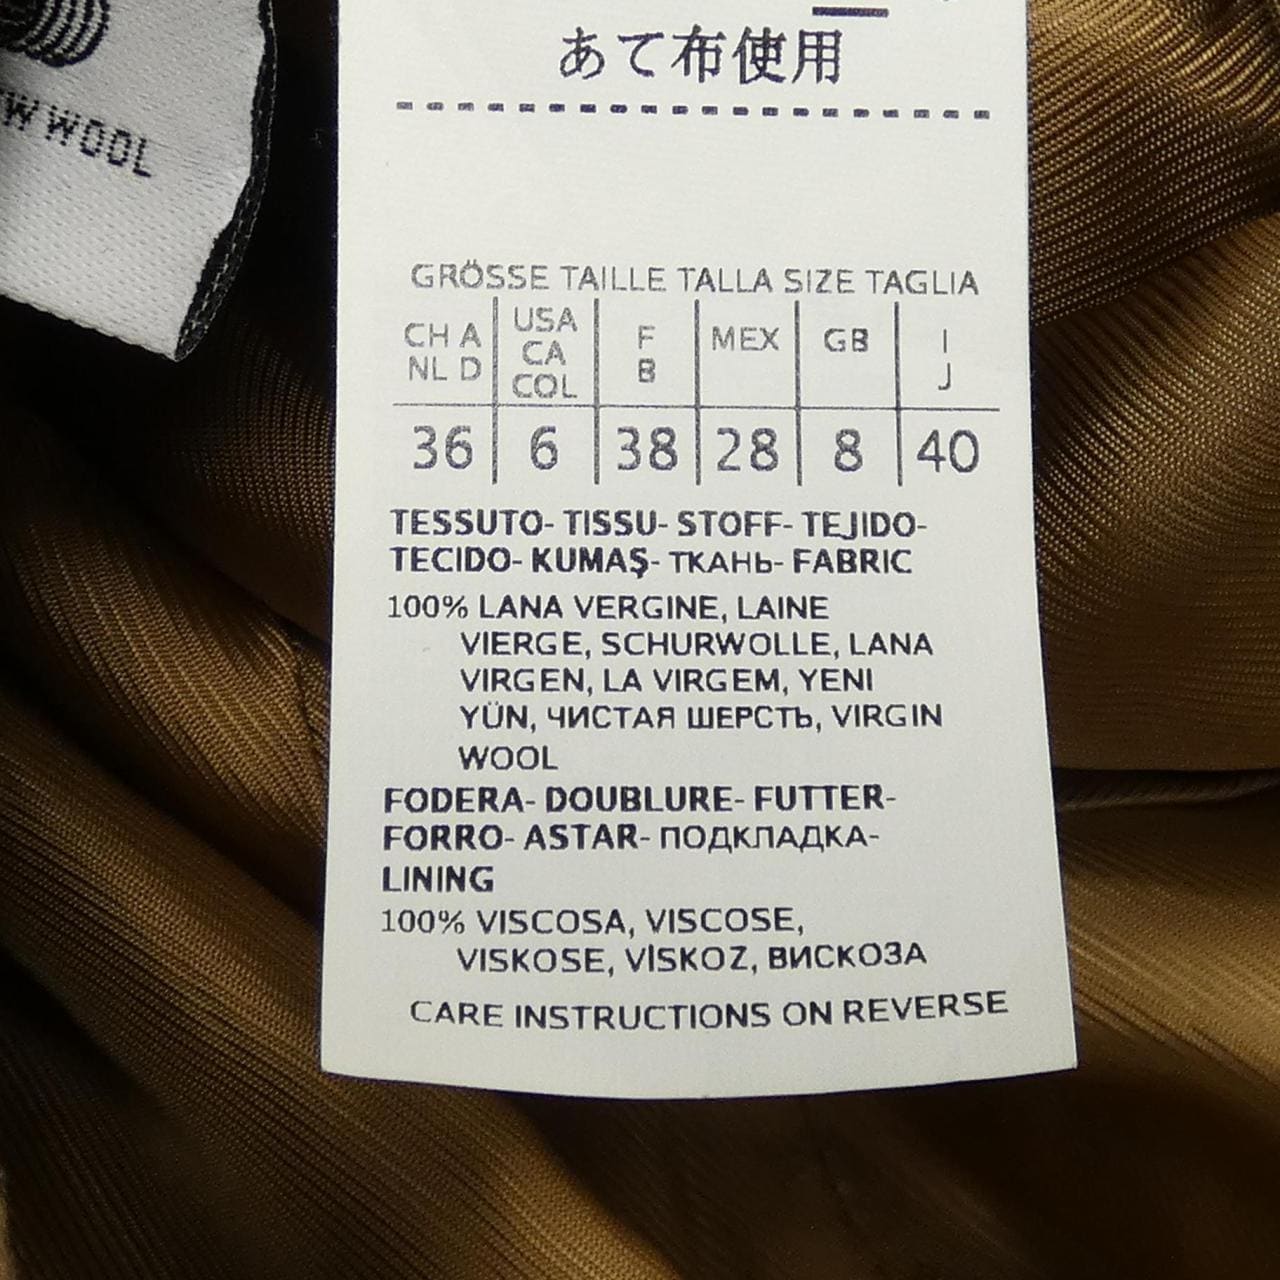 あて布使用
WOOL
GRÖSSE TAILLE TALLA SIZE TAGLIA
CH A NL D | USA CA COL | F B | MEX | GB | I J
36 | 6 | 38 | 28 | 8 | 40
TESSUTO- TISSU- STOFF- TEJIDO-
TECIDO- KUMAŞ- ТКАНЬ- FABRIC
100% LANA VERGINE, LAINE
VIERGE, SCHURWOLLE, LANA
VIRGEN, LA VIRGEM, YENI
YÜN, ЧИСТАЯ ШЕРСТЬ, VIRGIN
WOOL
FODERA- DOUBLURE- FUTTER-
FORRO- ASTAR- ПОДКЛАДКА-
LINING
100% VISCOSA, VISCOSE,
VISKOSE, VİSKOZ, ВИСКОЗА
CARE INSTRUCTIONS ON REVERSE